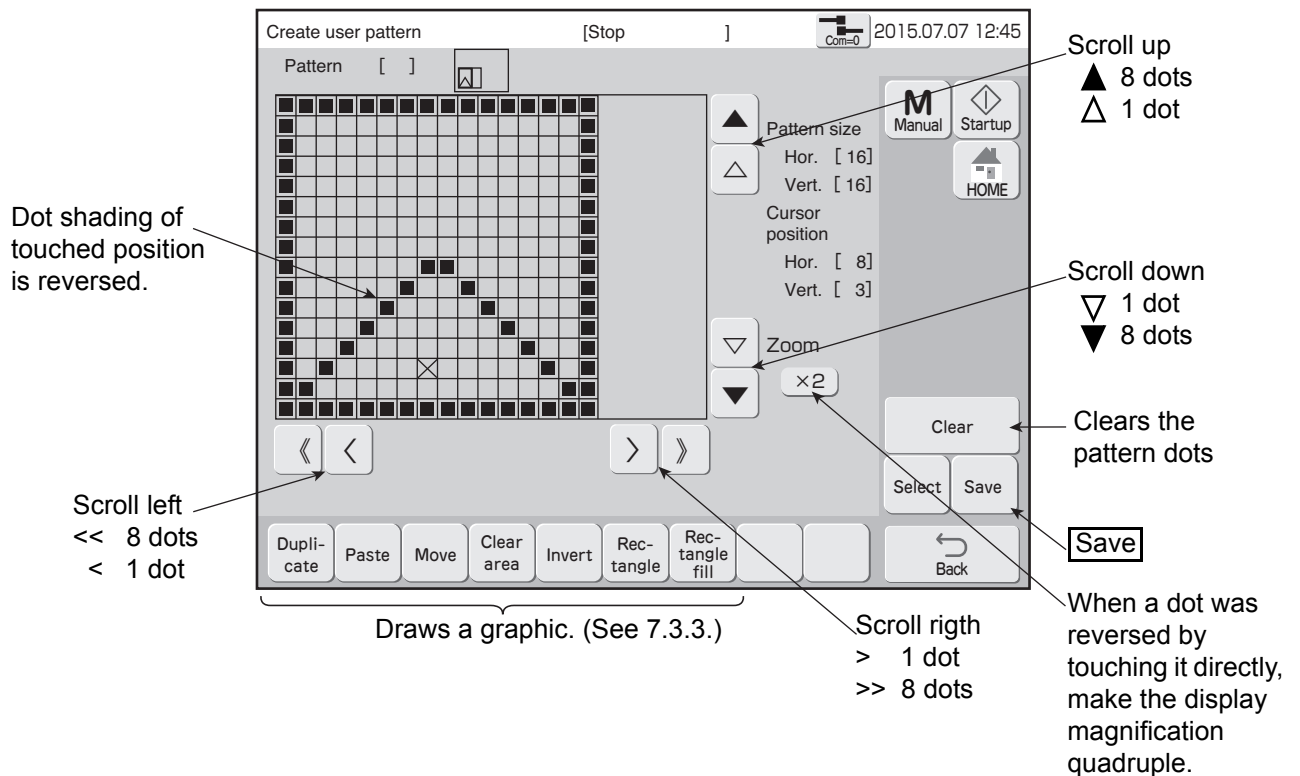 Create user pattern [Stop ] Com=0 2015.07.07 12:45
Pattern [ ]
Scroll up
▲ 8 dots
△ 1 dot
M
Manual
Startup
HOME
Pattern size
Hor. [ 16]
Vert. [ 16]
Cursor
position
Hor. [ 8]
Vert. [ 3]
Dot shading of
touched position
is reversed.
Scroll down
▽ 1 dot
▼ 8 dots
Zoom
×2
Clear
Clears the
pattern dots
《 〈 〉 》
Select
Save
Save
Scroll left
<< 8 dots
< 1 dot
Dupli-
cate
Paste
Move
Clear
area
Invert
Rec-
tangle
Rec-
tangle
fill
Back
Draws a graphic. (See 7.3.3.)
Scroll rigth
> 1 dot
>> 8 dots
When a dot was
reversed by
touching it directly,
make the display
magnification
quadruple.